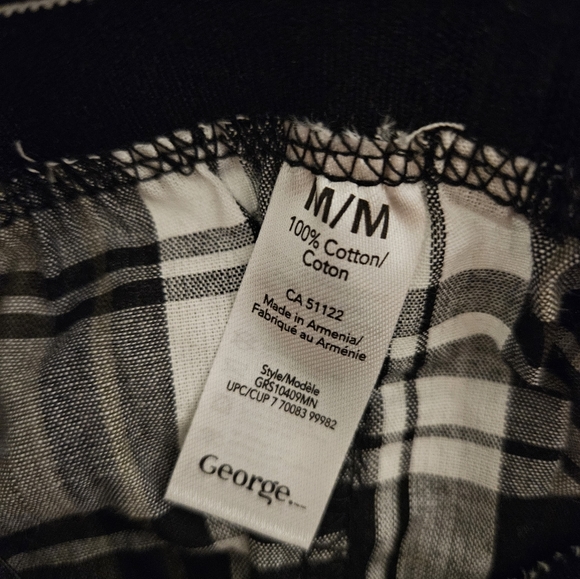 M/M
100% Cotton/
Coton
CA 51122
Made in Armenia/
Fabriqué au Arménie
Style/Modèle
GRS10409MN
UPC/CUP 7 70083 99982
George.